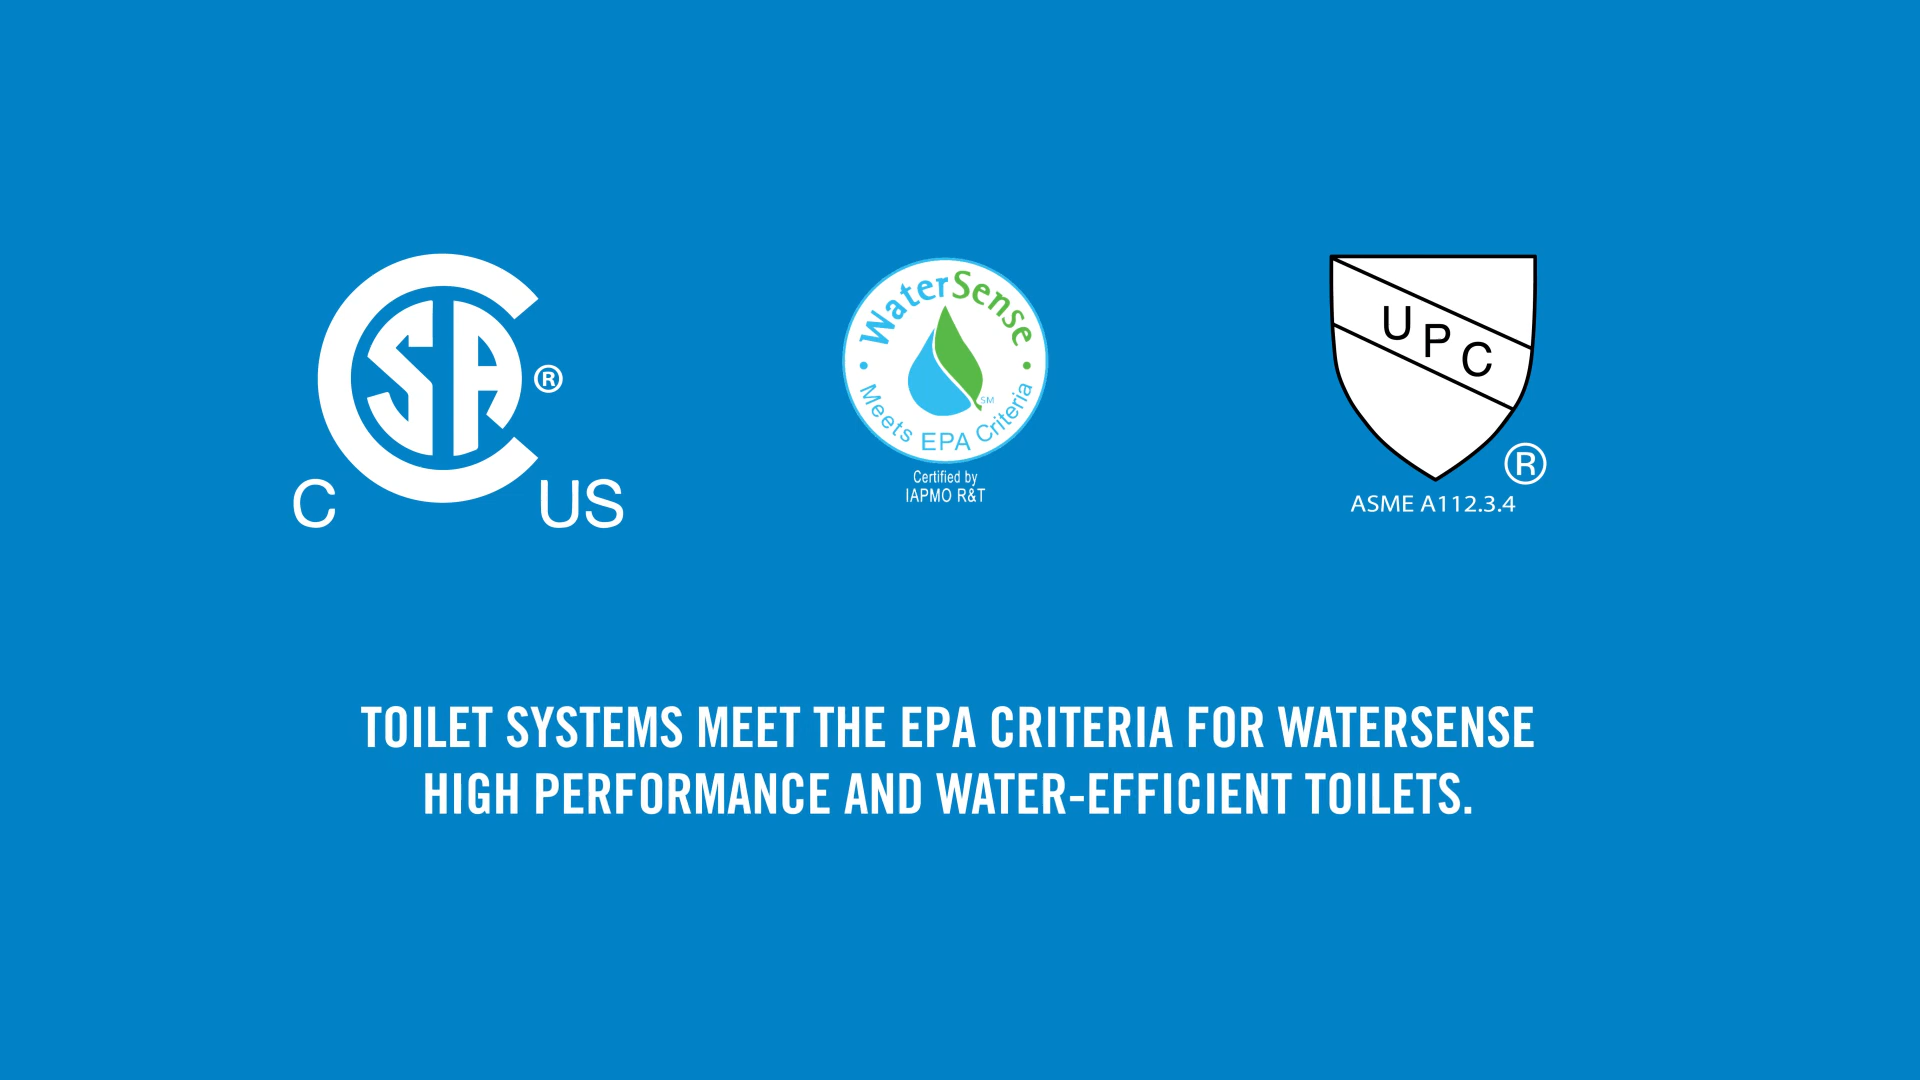 CSA®
C US
WaterSense
Meets EPA Criteria
SM
Certified by
IAPMO R&T
UPC
®
ASME A112.3.4
TOILET SYSTEMS MEET THE EPA CRITERIA FOR WATERSENSE
HIGH PERFORMANCE AND WATER-EFFICIENT TOILETS.